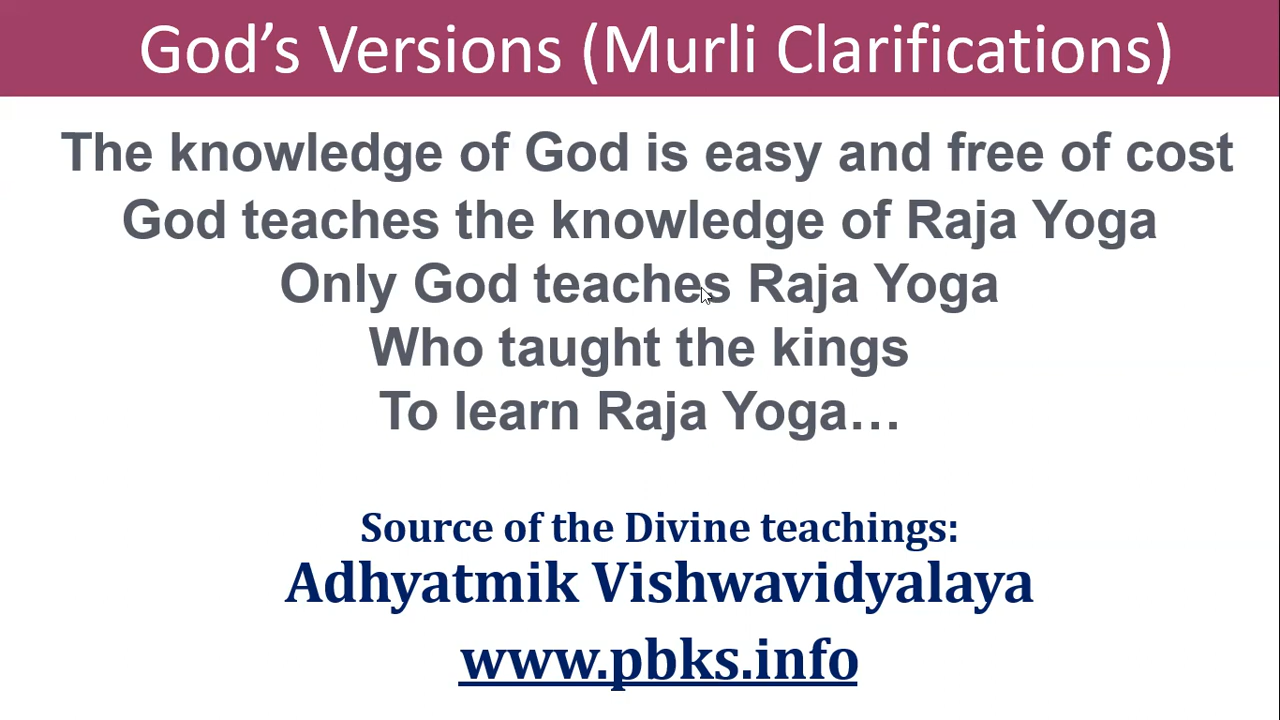 God’s Versions (Murli Clarifications)
The knowledge of God is easy and free of cost
God teaches the knowledge of Raja Yoga
Only God teaches Raja Yoga
Who taught the kings
To learn Raja Yoga…
Source of the Divine teachings:
Adhyatmik Vishwavidyalaya
www.pbks.info